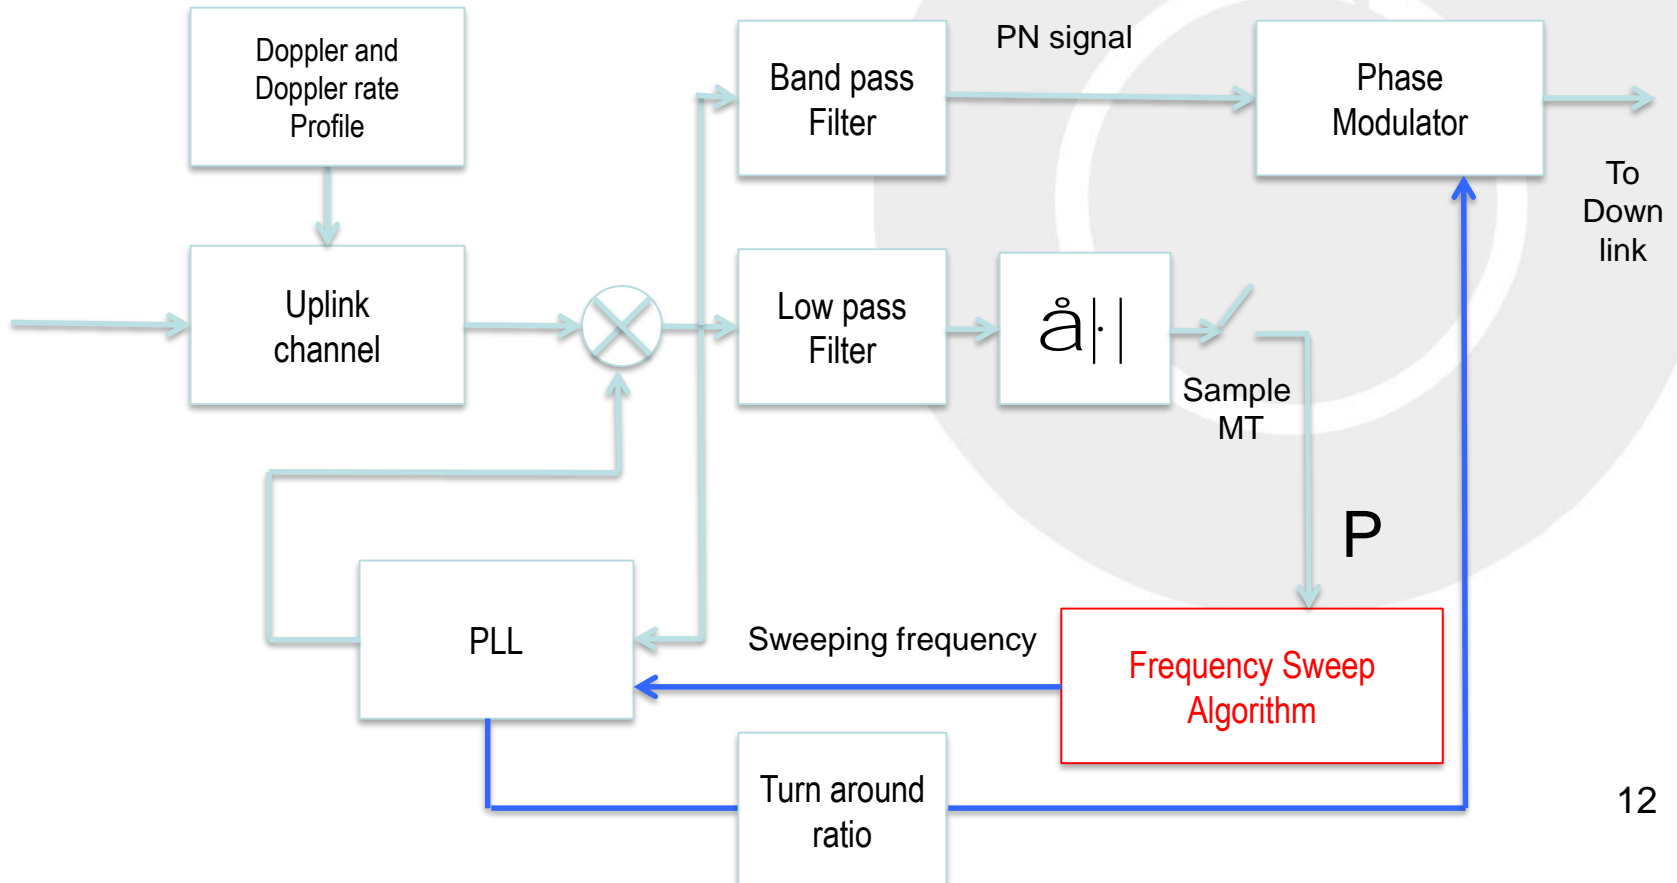 Doppler and
Doppler rate
Profile
Band pass
Filter
PN signal
Phase
Modulator
To
Down
link
Uplink
channel
Low pass
Filter
å|·|
Sample
MT
P
PLL
Sweeping frequency
Frequency Sweep
Algorithm
Turn around
ratio
12